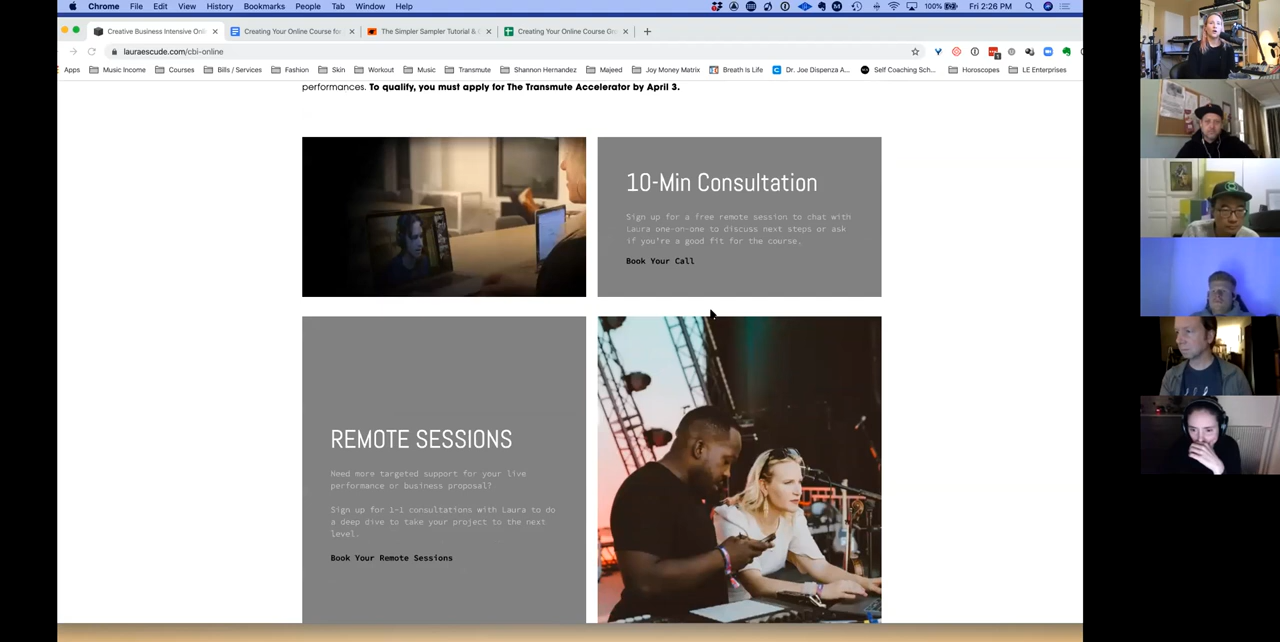 Chrome File Edit View History Bookmarks People Tab Window Help
100% Fri 2:26 PM
Creative Business Intensive Onli
Creating Your Online Course for
The Simpler Sampler Tutorial &
Creating Your Online Course Gr
lauraescude.com/cbi-online
Apps Music Income Courses Bills / Services Fashion Skin Workout Music Transmute Shannon Hernandez Majeed Joy Money Matrix Breath Is Life Dr. Joe Dispenza A... Self Coaching Sch... Horoscopes LE Enterprises
performances. To qualify, you must apply for The Transmute Accelerator by April 3.
10-Min Consultation
Sign up for a free remote session to chat with
Laura one-on-one to discuss next steps or ask
if you're a good fit for the course.
Book Your Call
REMOTE SESSIONS
Need more targeted support for your live
performance or business proposal?
Sign up for 1-1 consultations with Laura to do
a deep dive to take your project to the next
level.
Book Your Remote Sessions